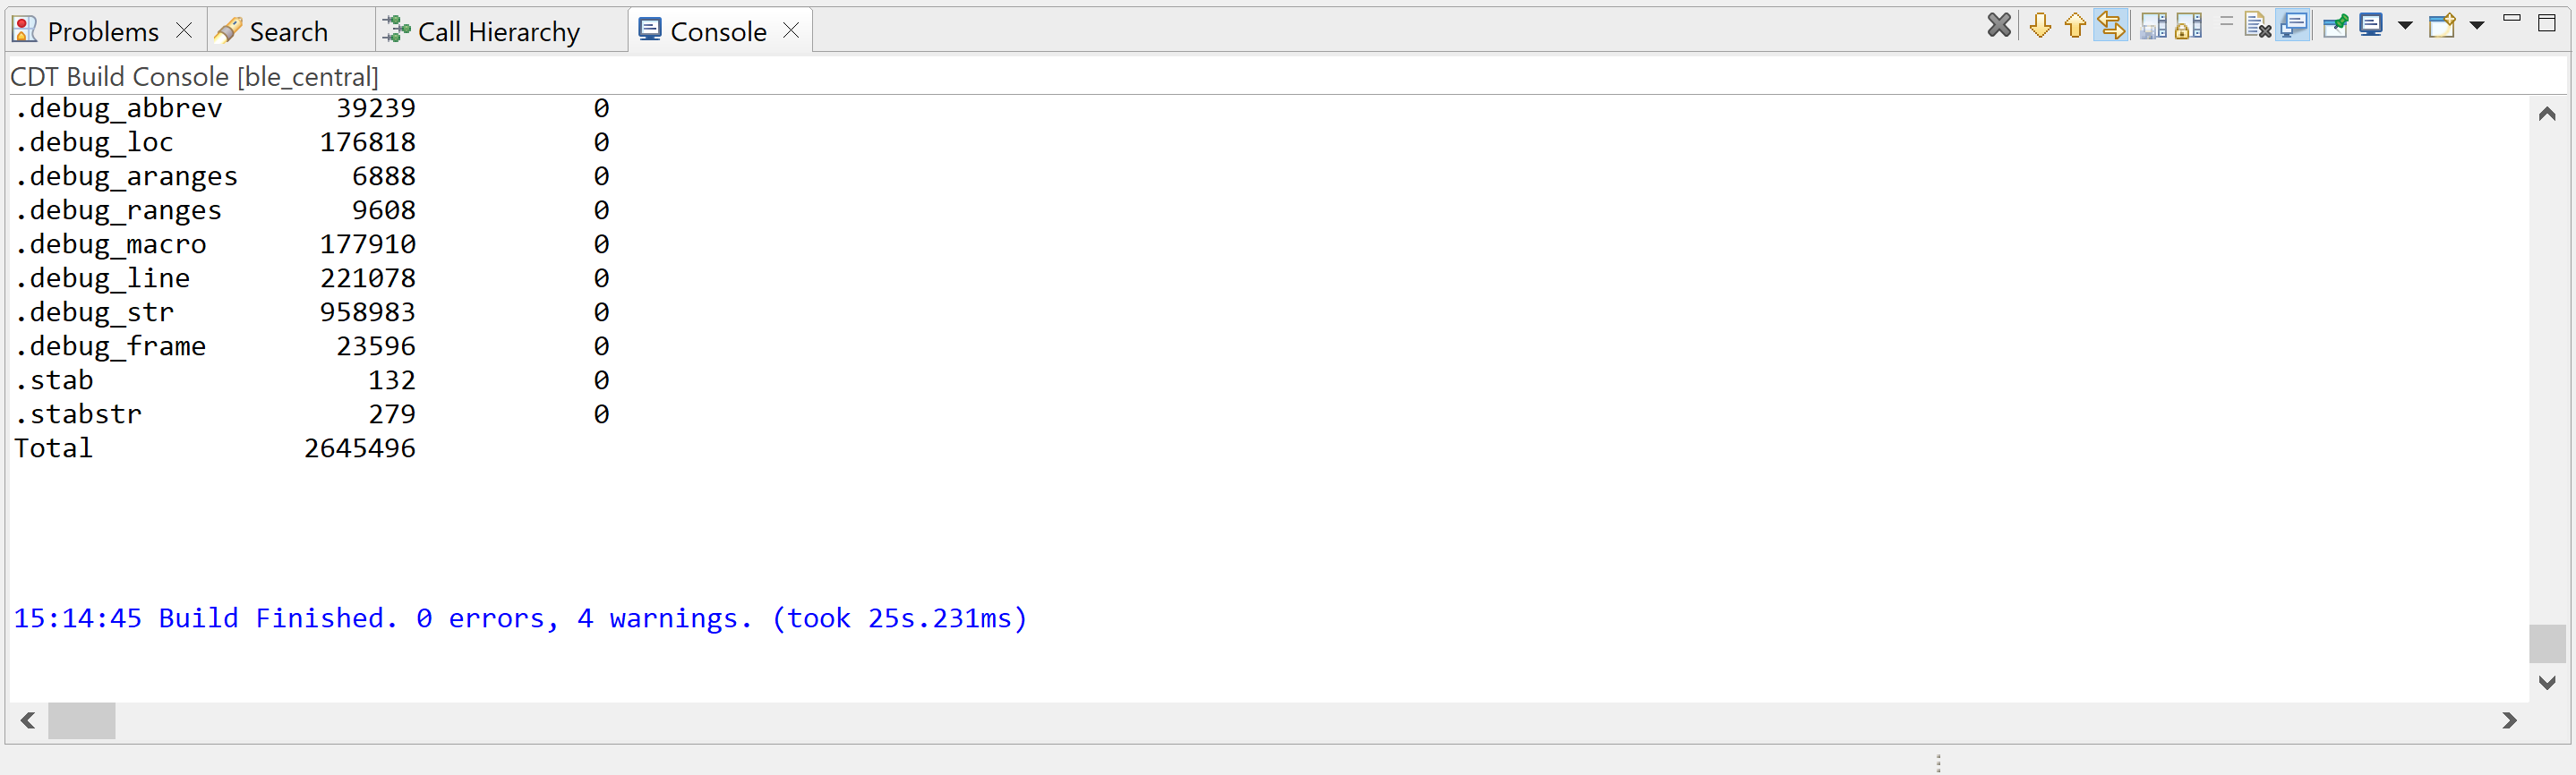 Problems Search Call Hierarchy Console
CDT Build Console [ble_central]
.debug_abbrev 39239 0
.debug_loc 176818 0
.debug_aranges 6888 0
.debug_ranges 9608 0
.debug_macro 177910 0
.debug_line 221078 0
.debug_str 958983 0
.debug_frame 23596 0
.stab 132 0
.stabstr 279 0
Total 2645496
15:14:45 Build Finished. 0 errors, 4 warnings. (took 25s.231ms)